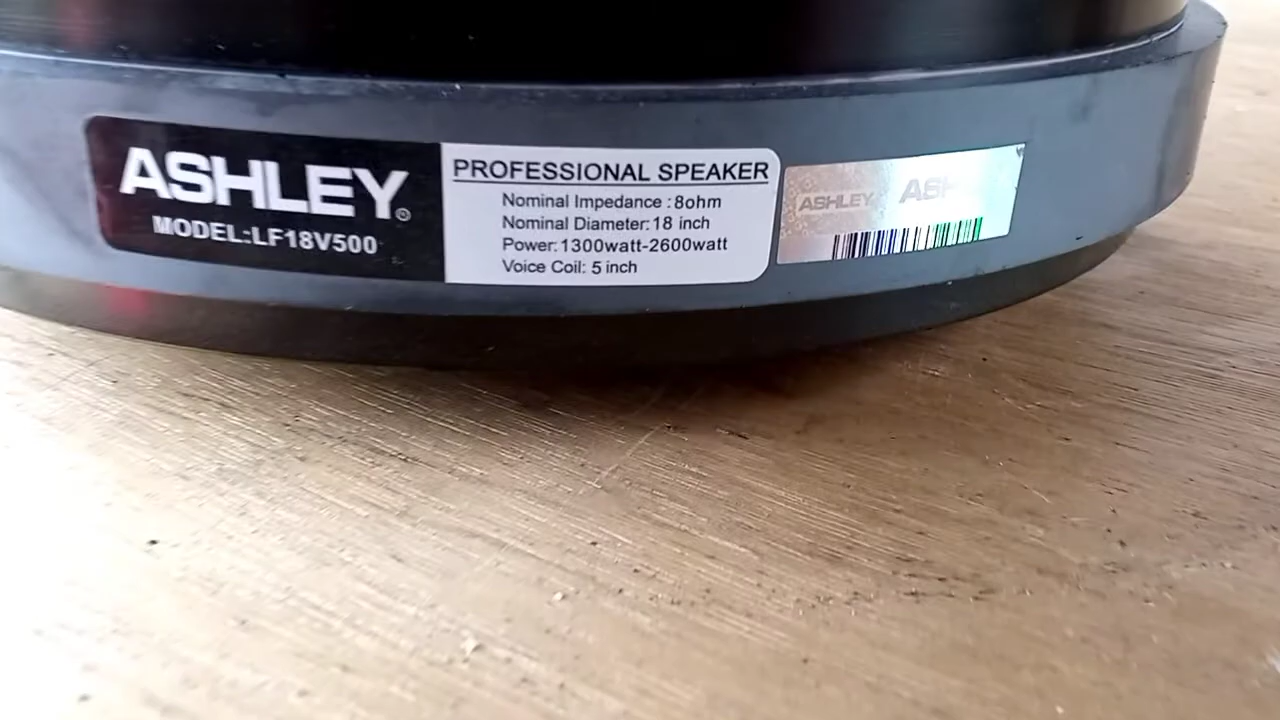 ASHLEY®
MODEL:LF18V500
PROFESSIONAL SPEAKER
Nominal Impedance :8ohm
Nominal Diameter:18 inch
Power:1300watt-2600watt
Voice Coil: 5 inch
ASHLEY